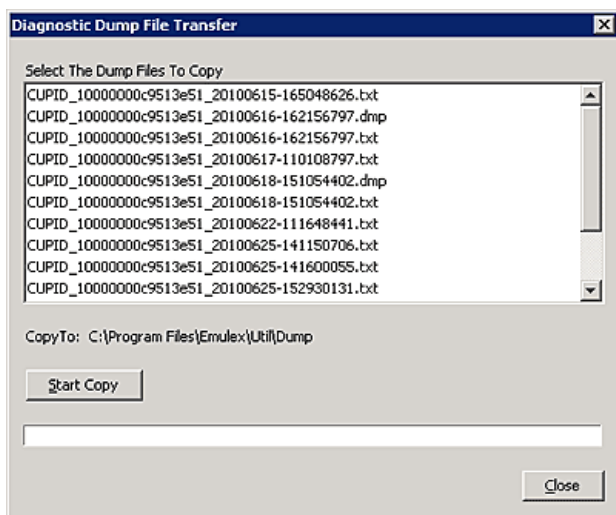 Diagnostic Dump File Transfer
Select The Dump Files To Copy
CUPID_10000000c9513e51_20100615-165048626.txt
CUPID_10000000c9513e51_20100616-162156797.dmp
CUPID_10000000c9513e51_20100616-162156797.txt
CUPID_10000000c9513e51_20100617-110108797.txt
CUPID_10000000c9513e51_20100618-151054402.dmp
CUPID_10000000c9513e51_20100618-151054402.txt
CUPID_10000000c9513e51_20100622-111648441.txt
CUPID_10000000c9513e51_20100625-141150706.txt
CUPID_10000000c9513e51_20100625-141600055.txt
CUPID_10000000c9513e51_20100625-152930131.txt
CopyTo: C:\Program Files\Emulex\Util\Dump
Start Copy
Close